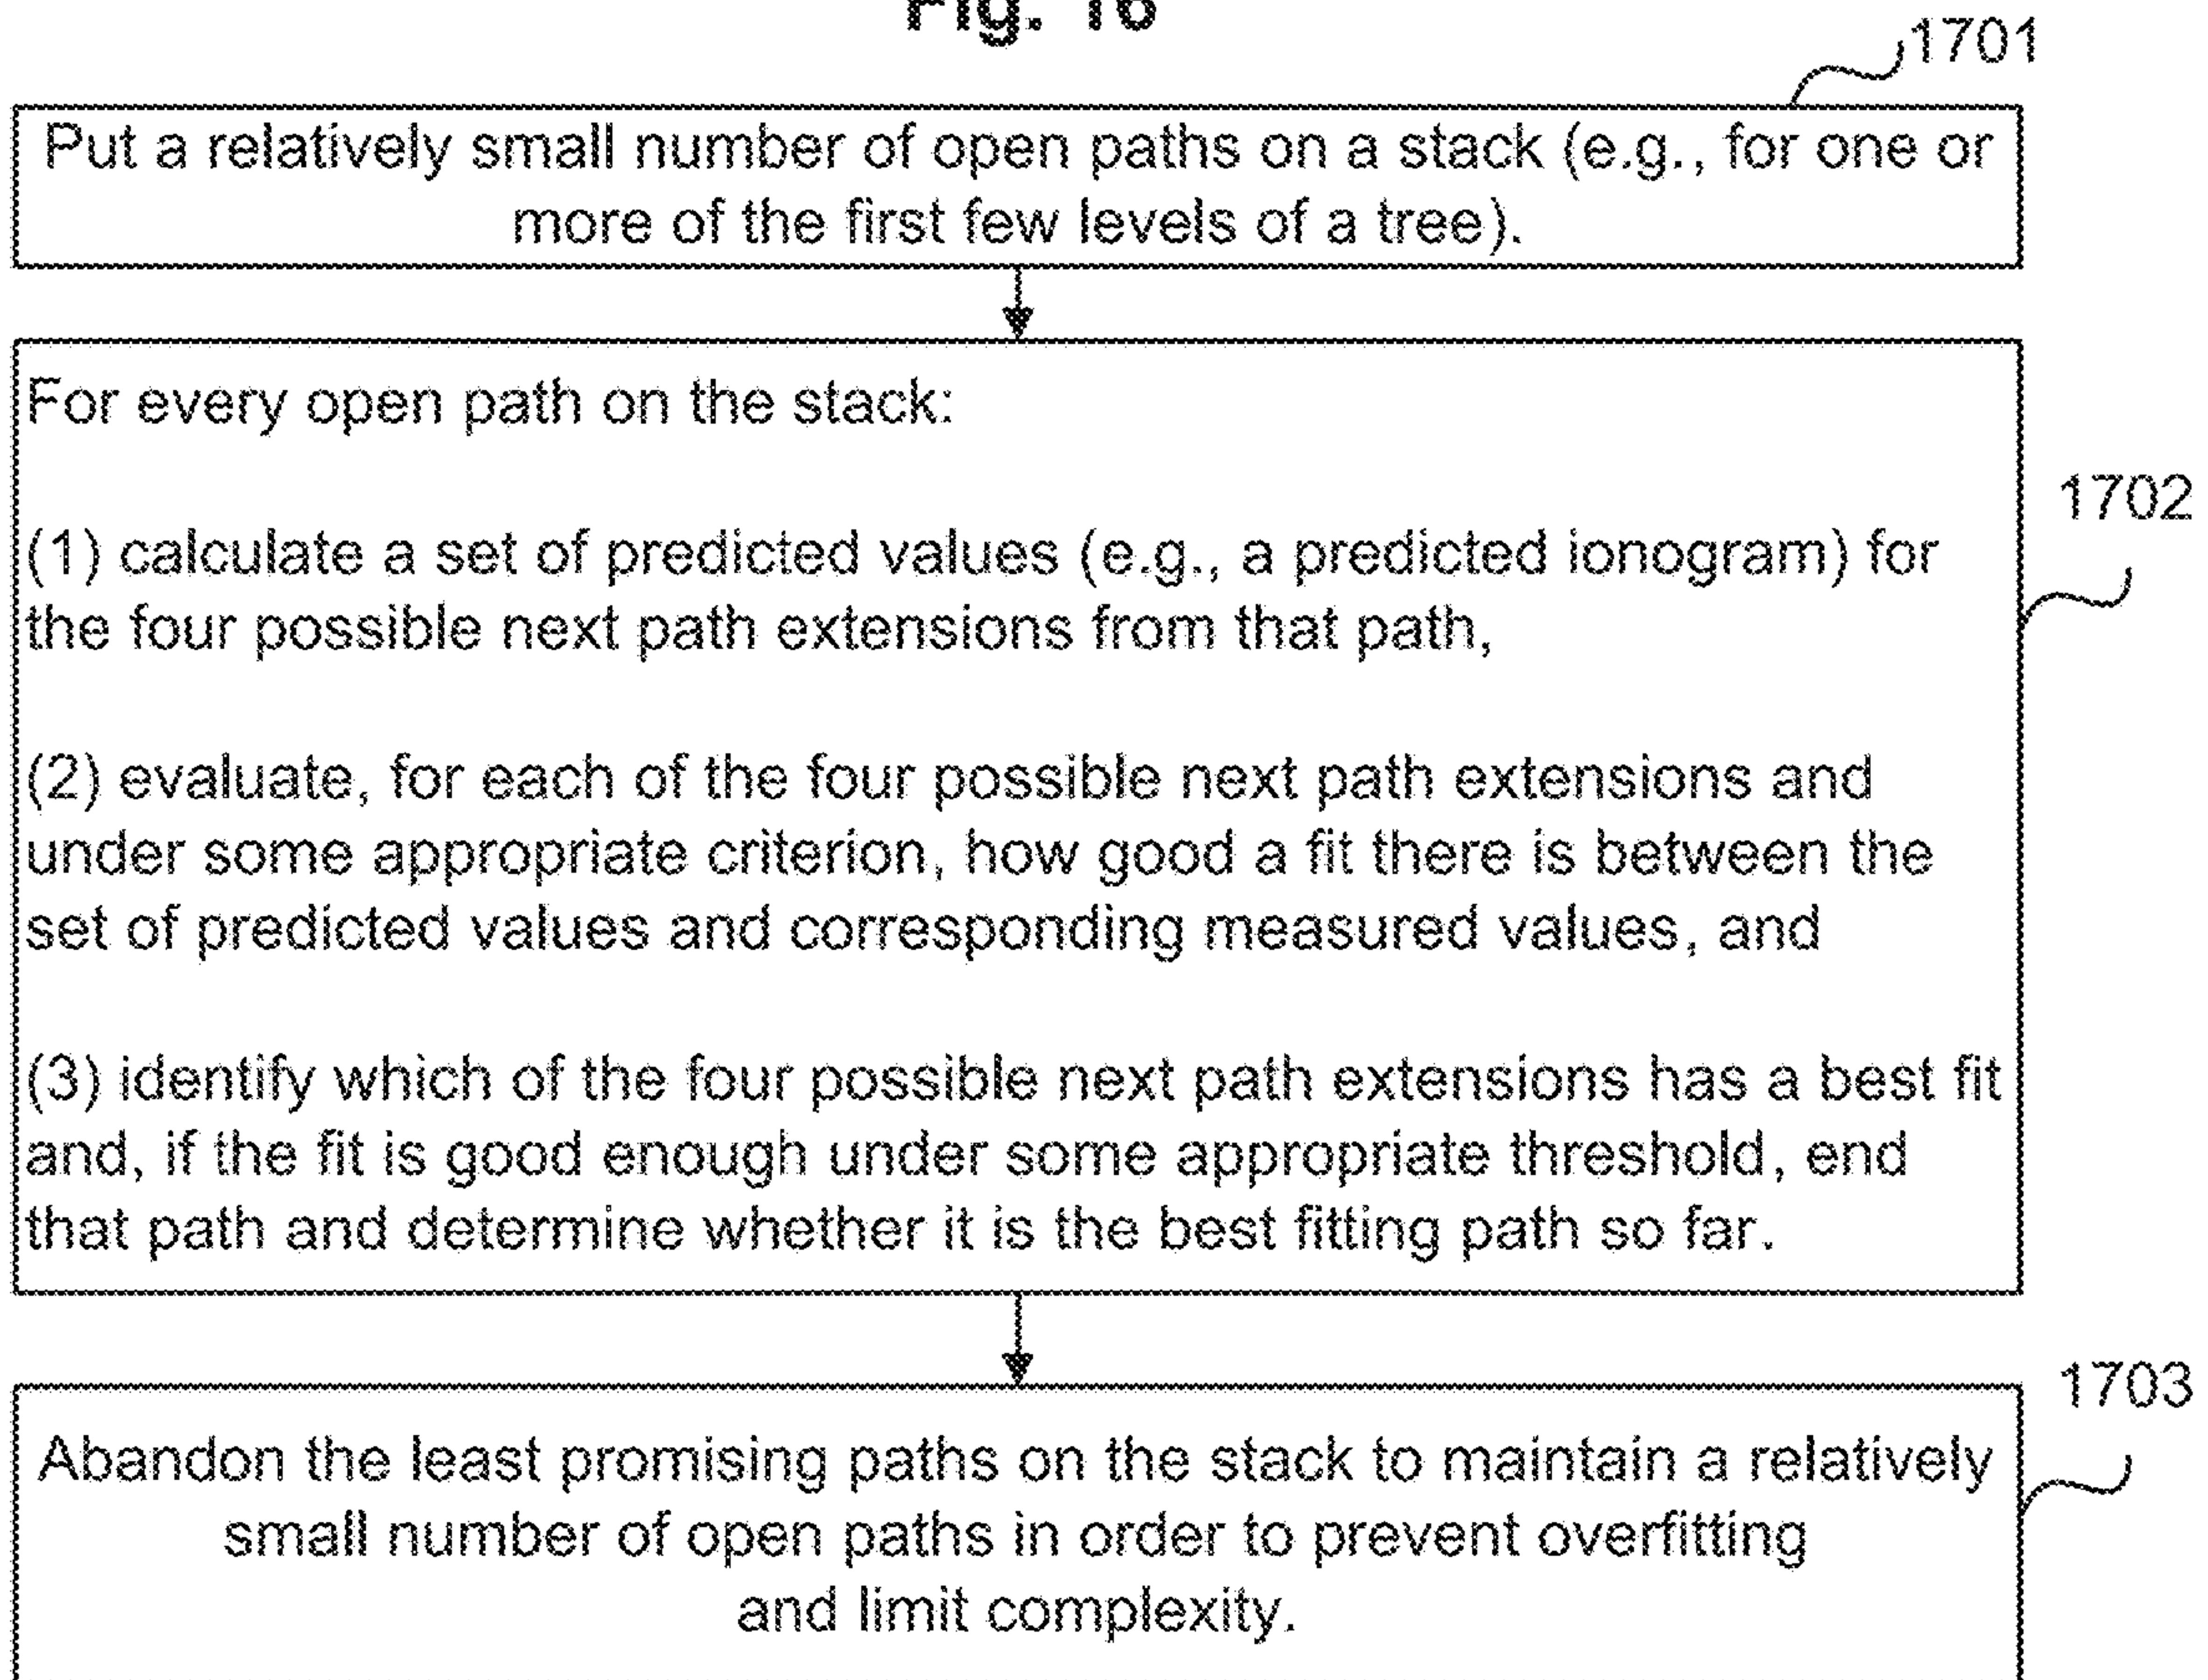 Fig. 16
1701
Put a relatively small number of open paths on a stack (e.g., for one or
more of the first few levels of a tree).
For every open path on the stack:
1702
(1) calculate a set of predicted values (e.g., a predicted ionogram) for
the four possible next path extensions from that path,
(2) evaluate, for each of the four possible next path extensions and
under some appropriate criterion, how good a fit there is between the
set of predicted values and corresponding measured values, and
(3) identify which of the four possible next path extensions has a best fit
and, if the fit is good enough under some appropriate threshold, end
that path and determine whether it is the best fitting path so far.
1703
Abandon the least promising paths on the stack to maintain a relatively
small number of open paths in order to prevent overfitting
and limit complexity.